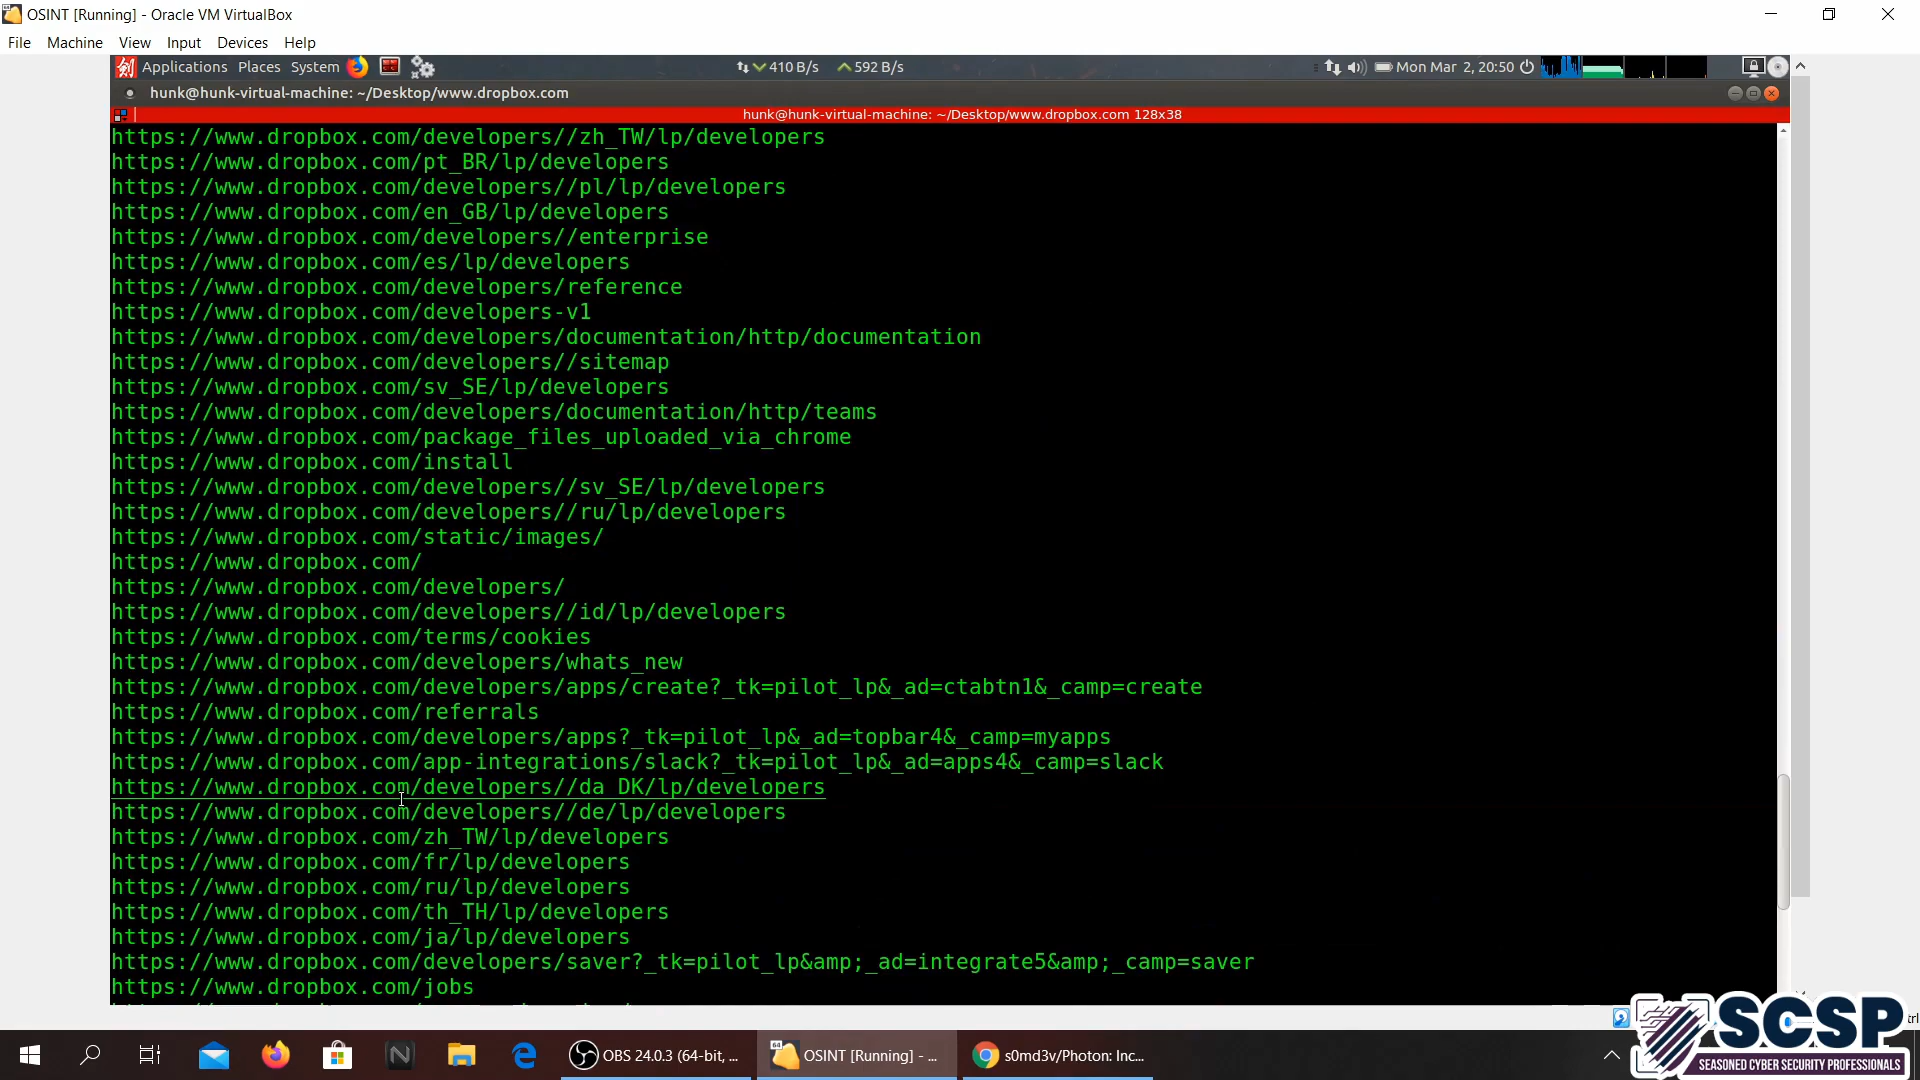 OSINT [Running] - Oracle VM VirtualBox
File Machine View Input Devices Help
Applications Places System 410 B/s 592 B/s Mon Mar 2, 20:50
hunk@hunk-virtual-machine: ~/Desktop/www.dropbox.com
hunk@hunk-virtual-machine: ~/Desktop/www.dropbox.com 128x38
https://www.dropbox.com/developers//zh_TW/lp/developers
https://www.dropbox.com/pt_BR/lp/developers
https://www.dropbox.com/developers//pl/lp/developers
https://www.dropbox.com/en_GB/lp/developers
https://www.dropbox.com/developers//enterprise
https://www.dropbox.com/es/lp/developers
https://www.dropbox.com/developers/reference
https://www.dropbox.com/developers-v1
https://www.dropbox.com/developers/documentation/http/documentation
https://www.dropbox.com/developers//sitemap
https://www.dropbox.com/sv_SE/lp/developers
https://www.dropbox.com/developers/documentation/http/teams
https://www.dropbox.com/package_files_uploaded_via_chrome
https://www.dropbox.com/install
https://www.dropbox.com/developers//sv_SE/lp/developers
https://www.dropbox.com/developers//ru/lp/developers
https://www.dropbox.com/static/images/
https://www.dropbox.com/
https://www.dropbox.com/developers/
https://www.dropbox.com/developers//id/lp/developers
https://www.dropbox.com/terms/cookies
https://www.dropbox.com/developers/whats_new
https://www.dropbox.com/developers/apps/create?_tk=pilot_lp&_ad=ctabtn1&_camp=create
https://www.dropbox.com/referrals
https://www.dropbox.com/developers/apps?_tk=pilot_lp&_ad=topbar4&_camp=myapps
https://www.dropbox.com/app-integrations/slack?_tk=pilot_lp&_ad=apps4&_camp=slack
https://www.dropbox.com/developers//da_DK/lp/developers
https://www.dropbox.com/developers//de/lp/developers
https://www.dropbox.com/zh_TW/lp/developers
https://www.dropbox.com/fr/lp/developers
https://www.dropbox.com/ru/lp/developers
https://www.dropbox.com/th_TH/lp/developers
https://www.dropbox.com/ja/lp/developers
https://www.dropbox.com/developers/saver?_tk=pilot_lp&amp;_ad=integrate5&amp;_camp=saver
https://www.dropbox.com/jobs
SCSP
SEASONED CYBER SECURITY PROFESSIONALS
OBS 24.0.3 (64-bit, ...
OSINT [Running] - ...
s0md3v/Photon: Inc...